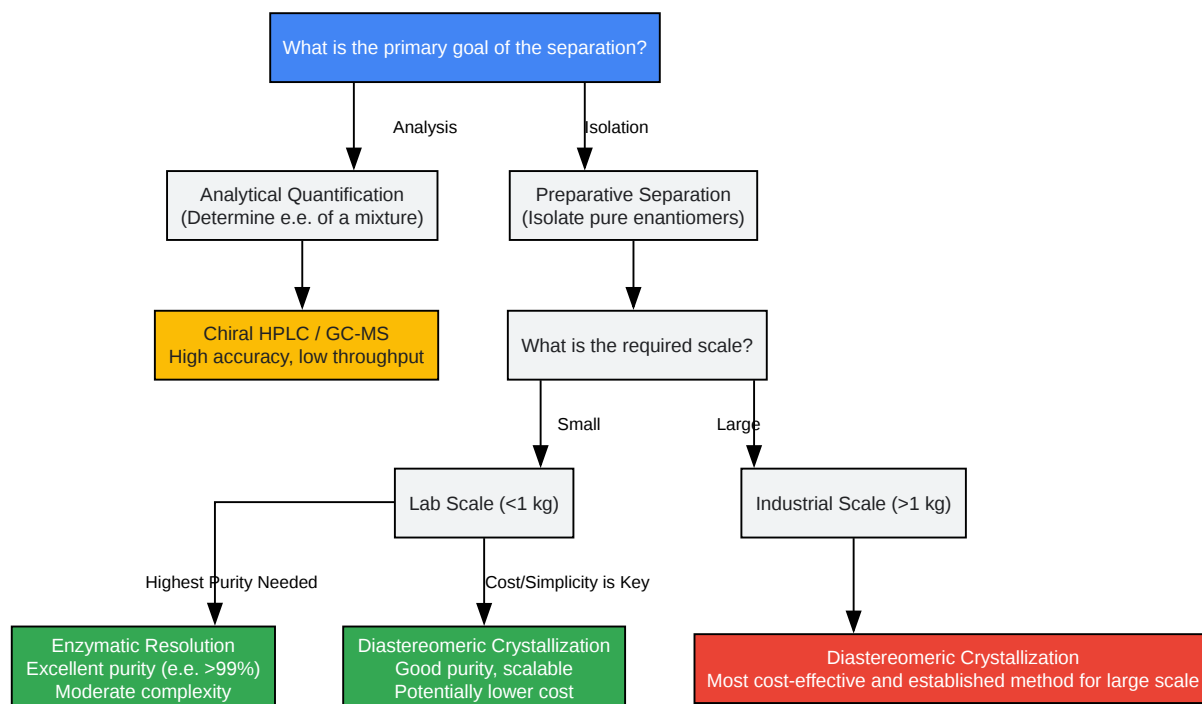 What is the primary goal of the separation?
Analysis
Isolation
Analytical Quantification
(Determine e.e. of a mixture)
Preparative Separation
(Isolate pure enantiomers)
Chiral HPLC / GC-MS
High accuracy, low throughput
What is the required scale?
Small
Large
Lab Scale (<1 kg)
Industrial Scale (>1 kg)
Highest Purity Needed
Cost/Simplicity is Key
Enzymatic Resolution
Excellent purity (e.e. >99%)
Moderate complexity
Diastereomeric Crystallization
Good purity, scalable
Potentially lower cost
Diastereomeric Crystallization
Most cost-effective and established method for large scale